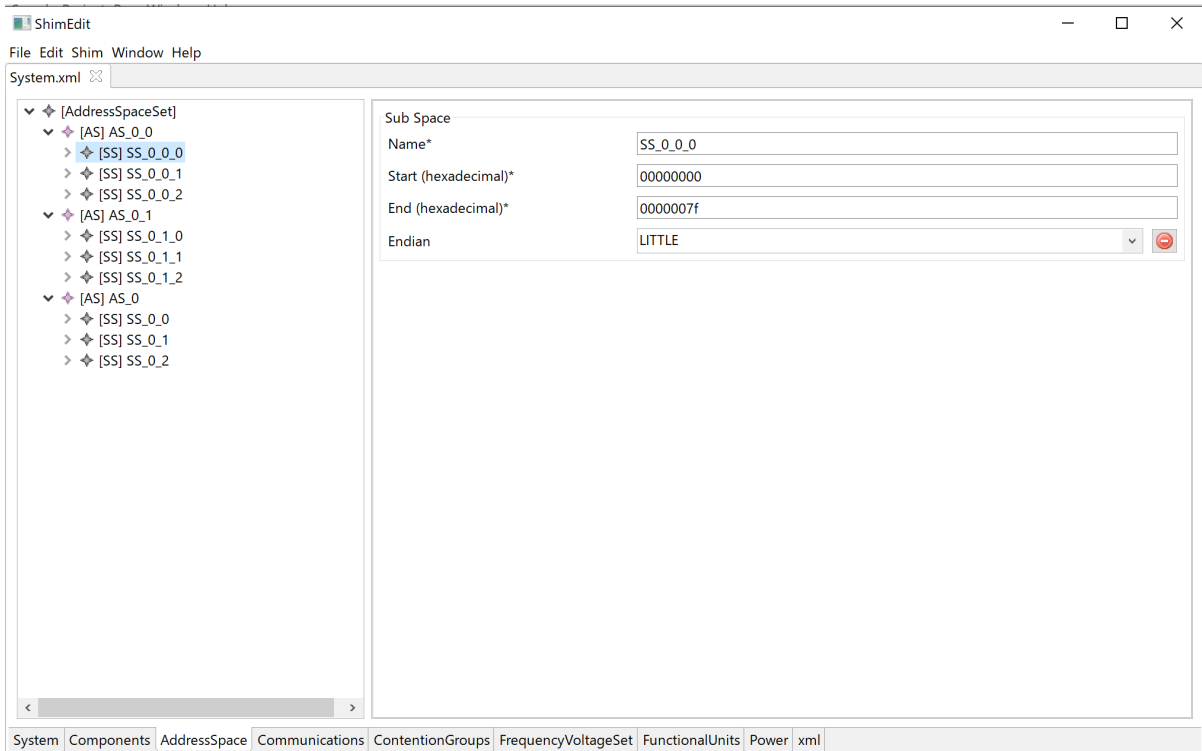 ShimEdit
File Edit Shim Window Help
System.xml
[AddressSpaceSet]
[AS] AS_0_0
[SS] SS_0_0_0
[SS] SS_0_0_1
[SS] SS_0_0_2
[AS] AS_0_1
[SS] SS_0_1_0
[SS] SS_0_1_1
[SS] SS_0_1_2
[AS] AS_0
[SS] SS_0_0
[SS] SS_0_1
[SS] SS_0_2
Sub Space
Name* SS_0_0_0
Start (hexadecimal)* 00000000
End (hexadecimal)* 0000007f
Endian LITTLE
System Components AddressSpace Communications ContentionGroups FrequencyVoltageSet FunctionalUnits Power xml